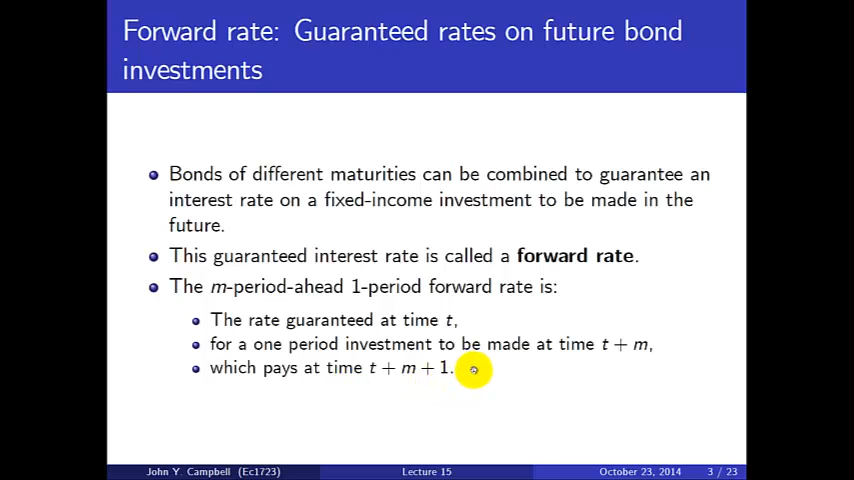 Forward rate: Guaranteed rates on future bond
investments
Bonds of different maturities can be combined to guarantee an
interest rate on a fixed-income investment to be made in the
future.
This guaranteed interest rate is called a forward rate.
The m-period-ahead 1-period forward rate is:
The rate guaranteed at time t,
for a one period investment to be made at time t + m,
which pays at time t + m + 1.
John Y. Campbell (Ec1723) Lecture 15 October 23, 2014 3 / 23